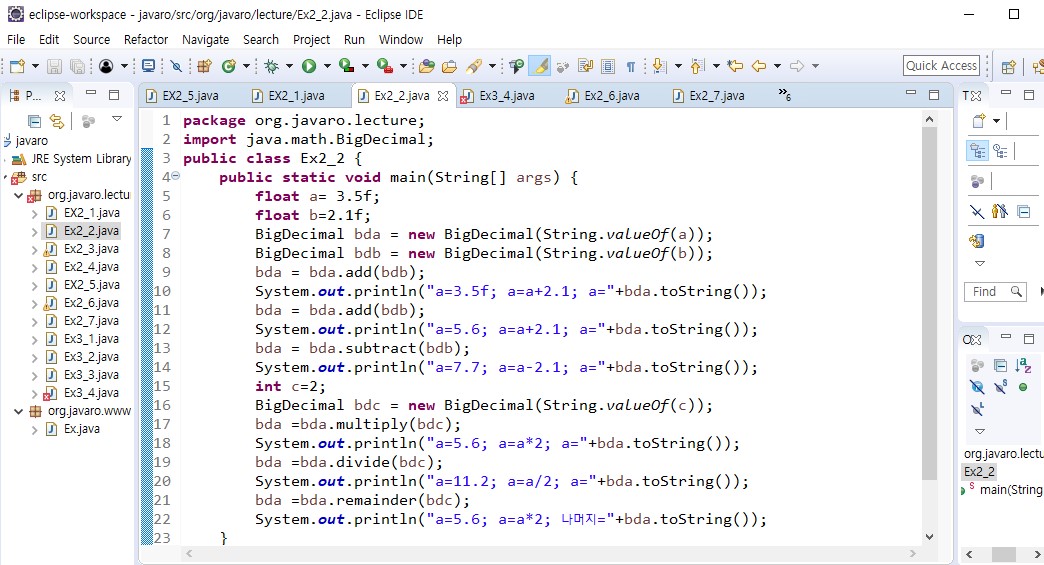 eclipse-workspace - javaro/src/org/javaro/lecture/Ex2_2.java - Eclipse IDE
File Edit Source Refactor Navigate Search Project Run Window Help
Quick Access
P...
EX2_5.java EX2_1.java Ex2_2.java Ex3_4.java EX2_6.java Ex2_7.java »6
javaro
JRE System Library
src
org.javaro.lectu
EX2_1.java
Ex2_2.java
Ex2_3.java
Ex2_4.java
EX2_5.java
Ex2_6.java
Ex2_7.java
Ex3_1.java
Ex3_2.java
Ex3_3.java
Ex3_4.java
org.javaro.www
Ex.java
1 package org.javaro.lecture;
2 import java.math.BigDecimal;
3 public class Ex2_2 {
4 public static void main(String[] args) {
5 float a= 3.5f;
6 float b=2.1f;
7 BigDecimal bda = new BigDecimal(String.valueOf(a));
8 BigDecimal bdb = new BigDecimal(String.valueOf(b));
9 bda = bda.add(bdb);
10 System.out.println("a=3.5f; a=a+2.1; a="+bda.toString());
11 bda = bda.add(bdb);
12 System.out.println("a=5.6; a=a+2.1; a="+bda.toString());
13 bda = bda.subtract(bdb);
14 System.out.println("a=7.7; a=a-2.1; a="+bda.toString());
15 int c=2;
16 BigDecimal bdc = new BigDecimal(String.valueOf(c));
17 bda =bda.multiply(bdc);
18 System.out.println("a=5.6; a=a*2; a="+bda.toString());
19 bda =bda.divide(bdc);
20 System.out.println("a=11.2; a=a/2; a="+bda.toString());
21 bda =bda.remainder(bdc);
22 System.out.println("a=5.6; a=a*2; 나머지="+bda.toString());
23 }
T
Find
O
org.javaro.lectu
Ex2_2
main(String